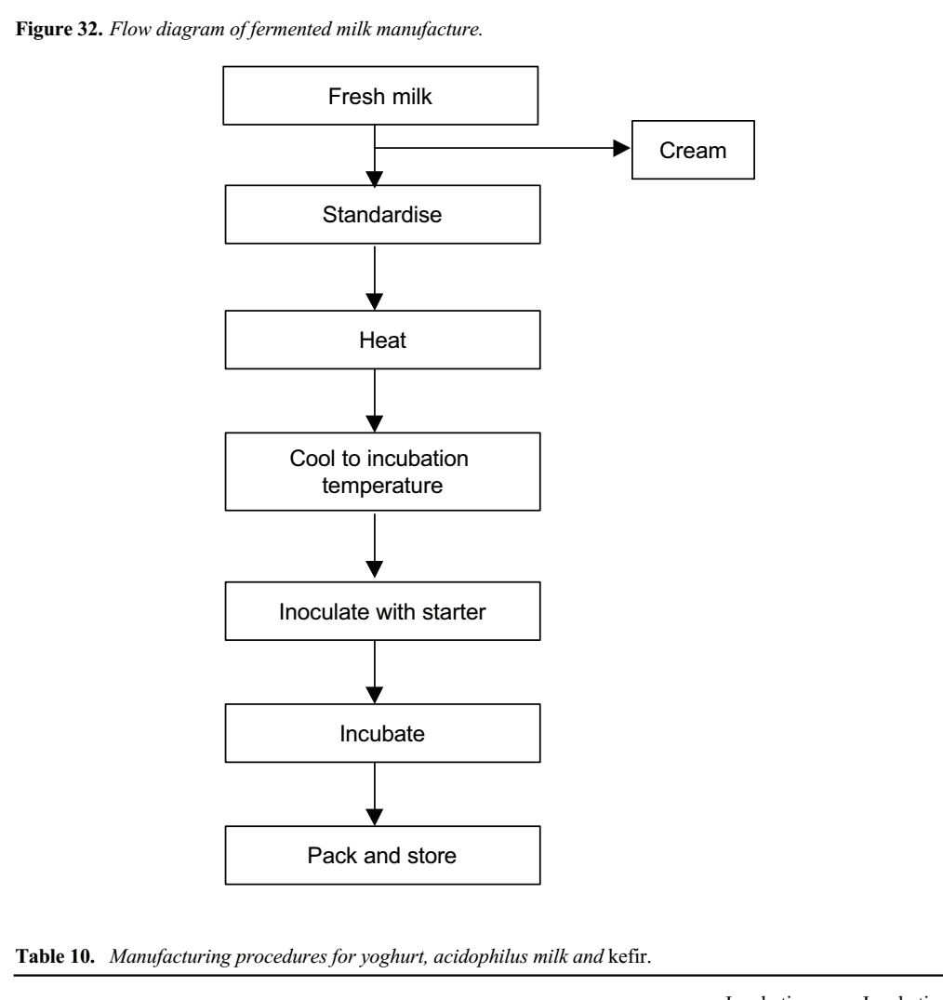 Figure 32. Flow diagram of fermented milk manufacture.
Fresh milk
Cream
Standardise
Heat
Cool to incubation
temperature
Inoculate with starter
Incubate
Pack and store
Table 10. Manufacturing procedures for yoghurt, acidophilus milk and kefir.